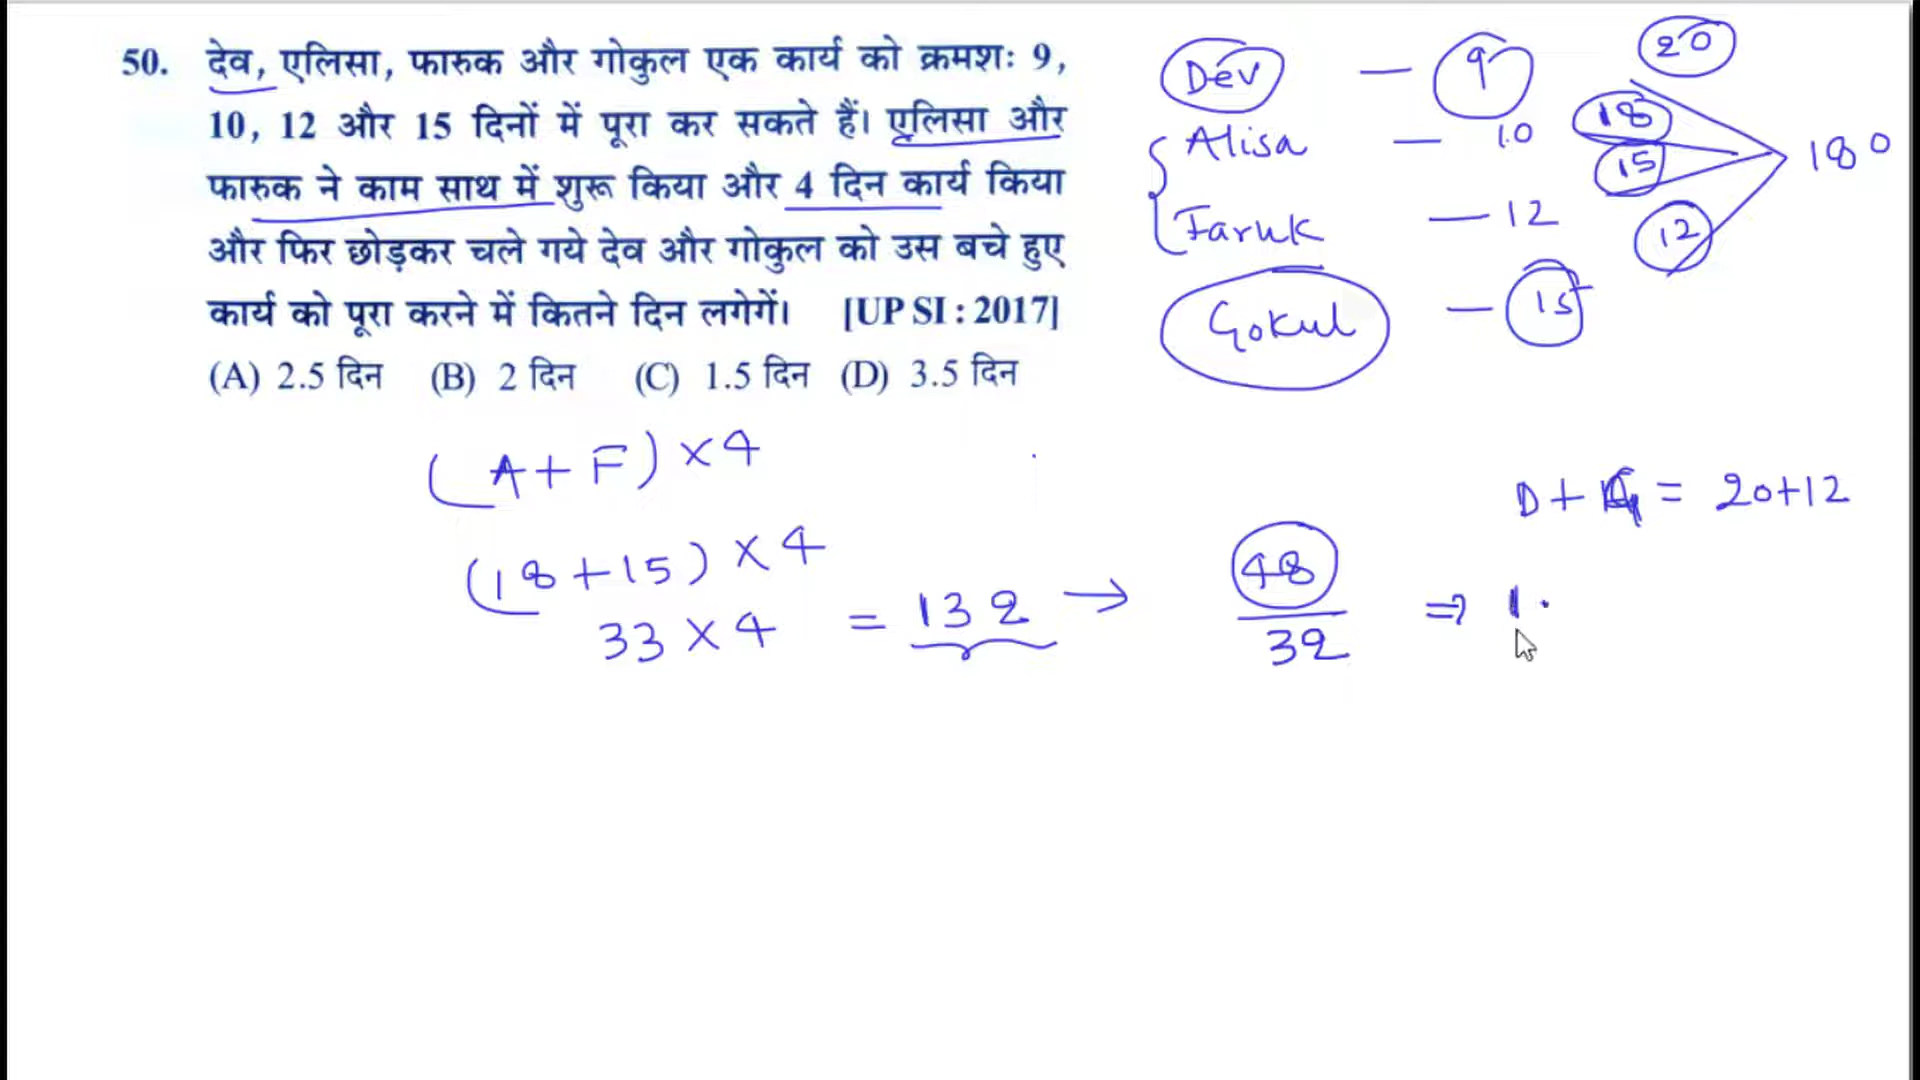 50. देव, एलिसा, फारुक और गोकुल एक कार्य को क्रमशः 9,
10, 12 और 15 दिनों में पूरा कर सकते हैं। एलिसा और
फारुक ने काम साथ में शुरू किया और 4 दिन कार्य किया
और फिर छोड़कर चले गये देव और गोकुल को उस बचे हुए
कार्य को पूरा करने में कितने दिन लगेगें। [UP SI : 2017]
(A) 2.5 दिन (B) 2 दिन (C) 1.5 दिन (D) 3.5 दिन
Dev — 9 20
Alisa — 10 18 180
Faruk — 12 15
Gokul — 15 12
(A+F) × 4
(18+15) × 4
33 × 4 = 132 → 48/32 ⇒ 1.
D + G = 20+12